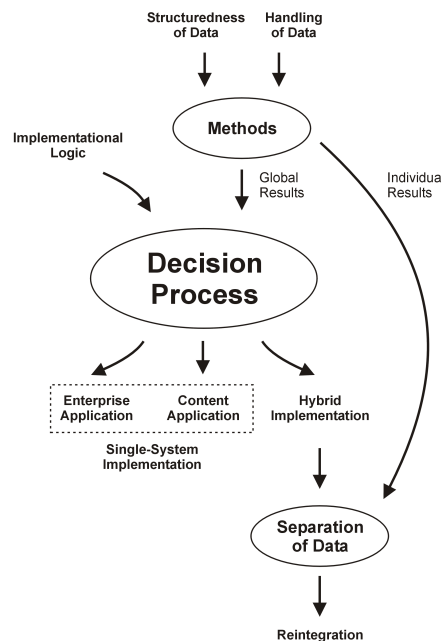 Structuredness
of Data
Handling
of Data
Methods
Implementational
Logic
Global
Results
Individua
Results
Decision
Process
Enterprise
Application
Content
Application
Hybrid
Implementation
Single-System
Implementation
Separation
of Data
Reintegration